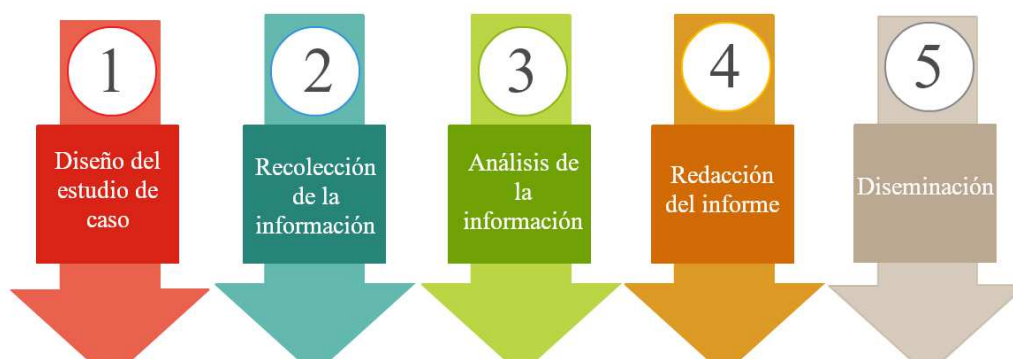 1
Diseño del
estudio de
caso
2
Recolección
de la
información
3
Análisis de
la
información
4
Redacción
del informe
5
Diseminación